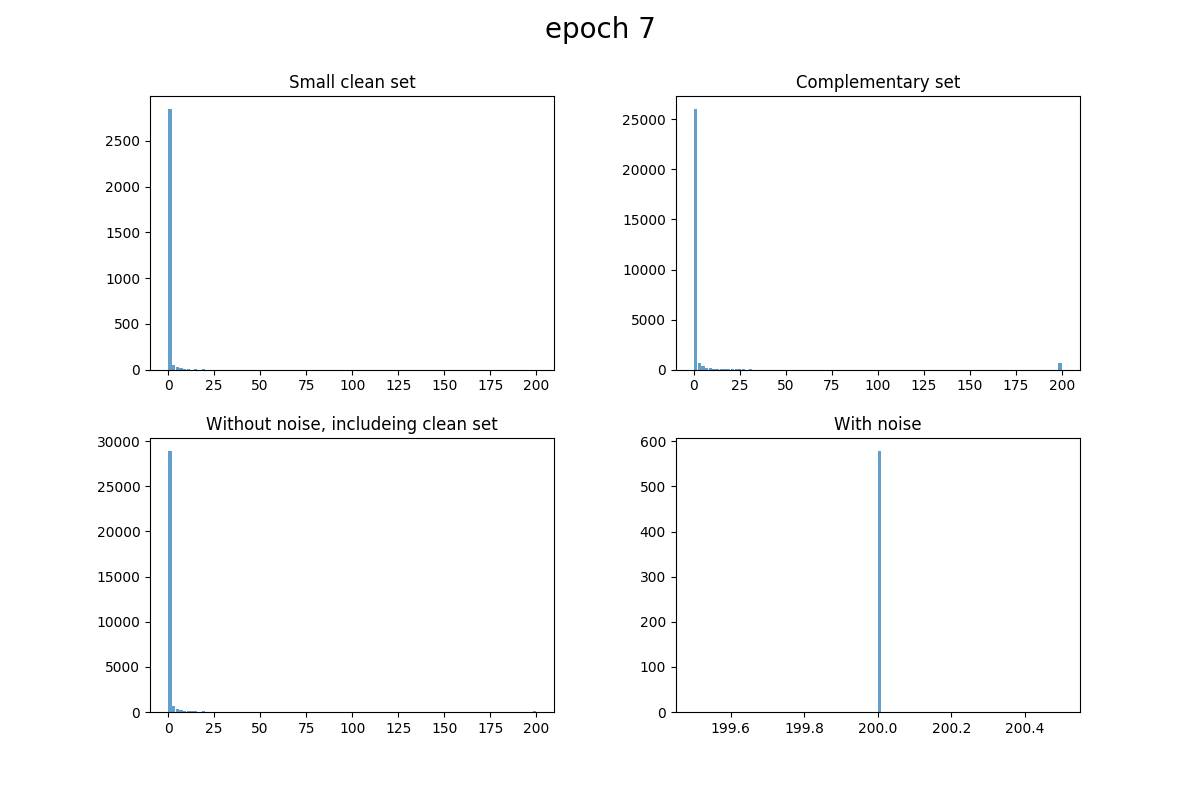 epoch 7
Small clean set
2500
2000
1500
1000
500
0
0 25 50 75 100 125 150 175 200
Complementary set
25000
20000
15000
10000
5000
0
0 25 50 75 100 125 150 175 200
Without noise, includeing clean set
30000
25000
20000
15000
10000
5000
0
0 25 50 75 100 125 150 175 200
With noise
600
500
400
300
200
100
0
199.6 199.8 200.0 200.2 200.4